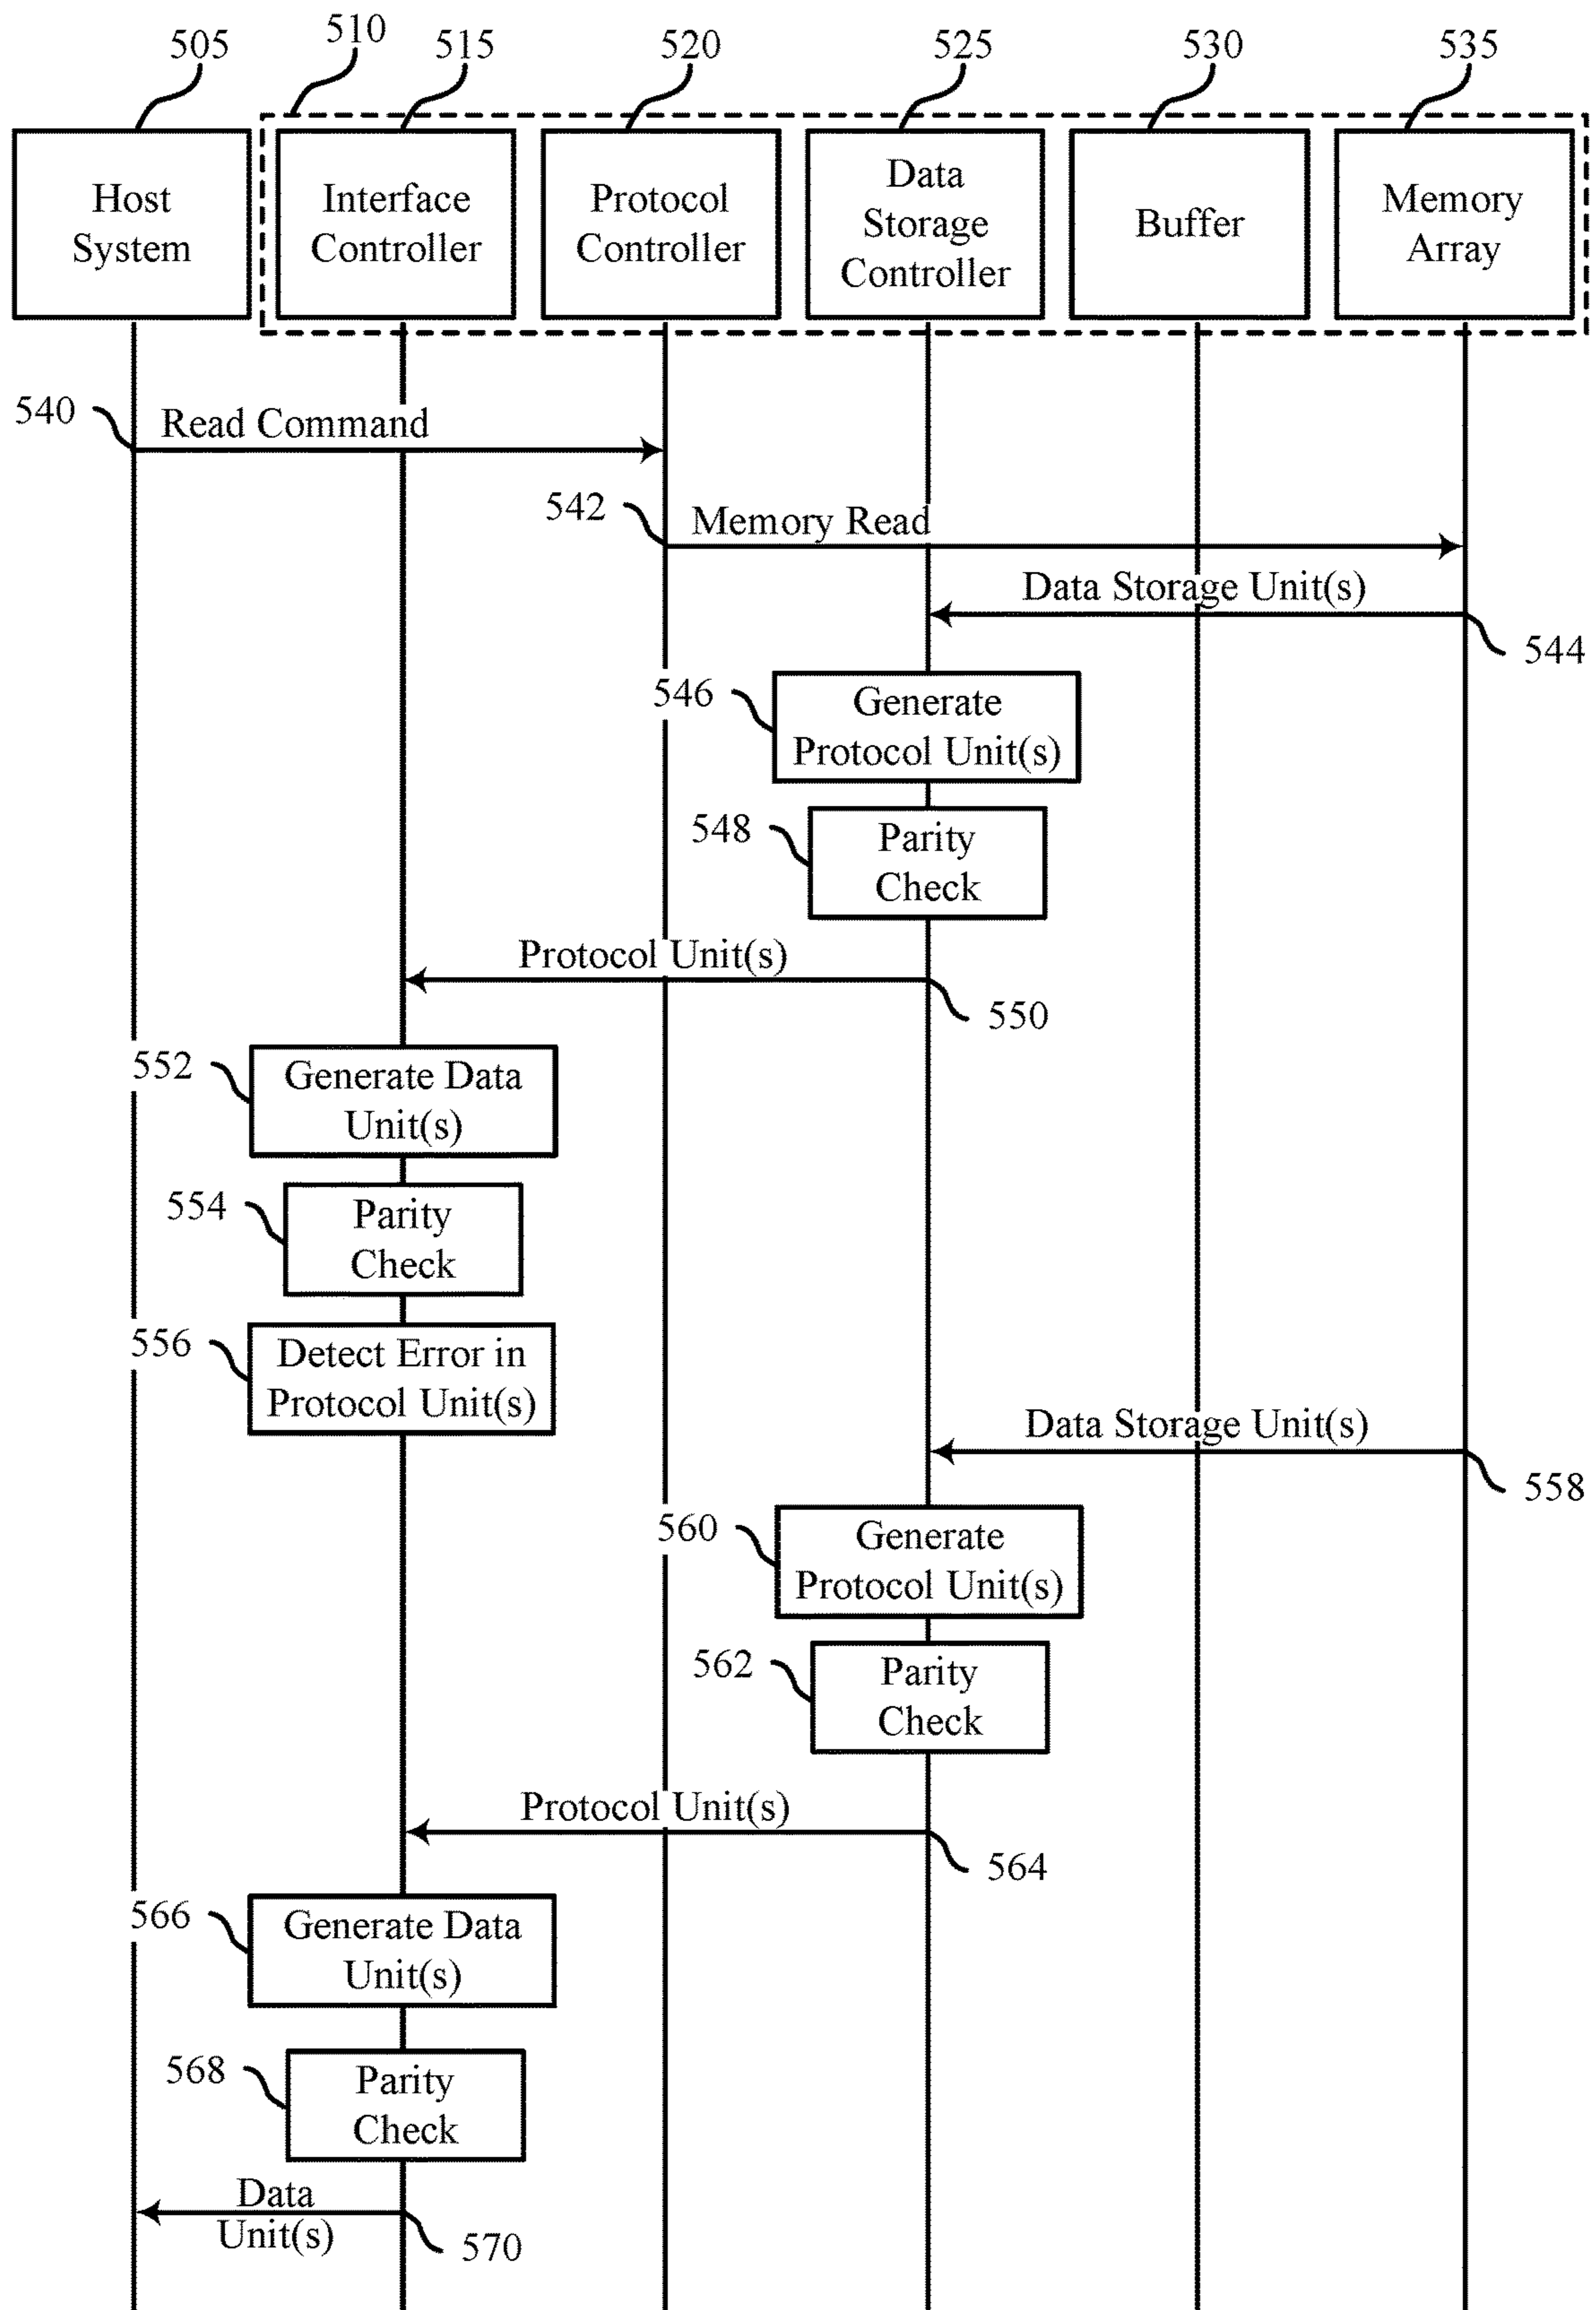 505
510
515
520
525
530
535
Host
System
Interface
Controller
Protocol
Controller
Data
Storage
Controller
Buffer
Memory
Array
540
Read Command
542
Memory Read
Data Storage Unit(s)
544
546
Generate
Protocol Unit(s)
548
Parity
Check
Protocol Unit(s)
550
552
Generate Data
Unit(s)
554
Parity
Check
556
Detect Error in
Protocol Unit(s)
Data Storage Unit(s)
558
560
Generate
Protocol Unit(s)
562
Parity
Check
Protocol Unit(s)
564
566
Generate Data
Unit(s)
568
Parity
Check
Data
Unit(s)
570